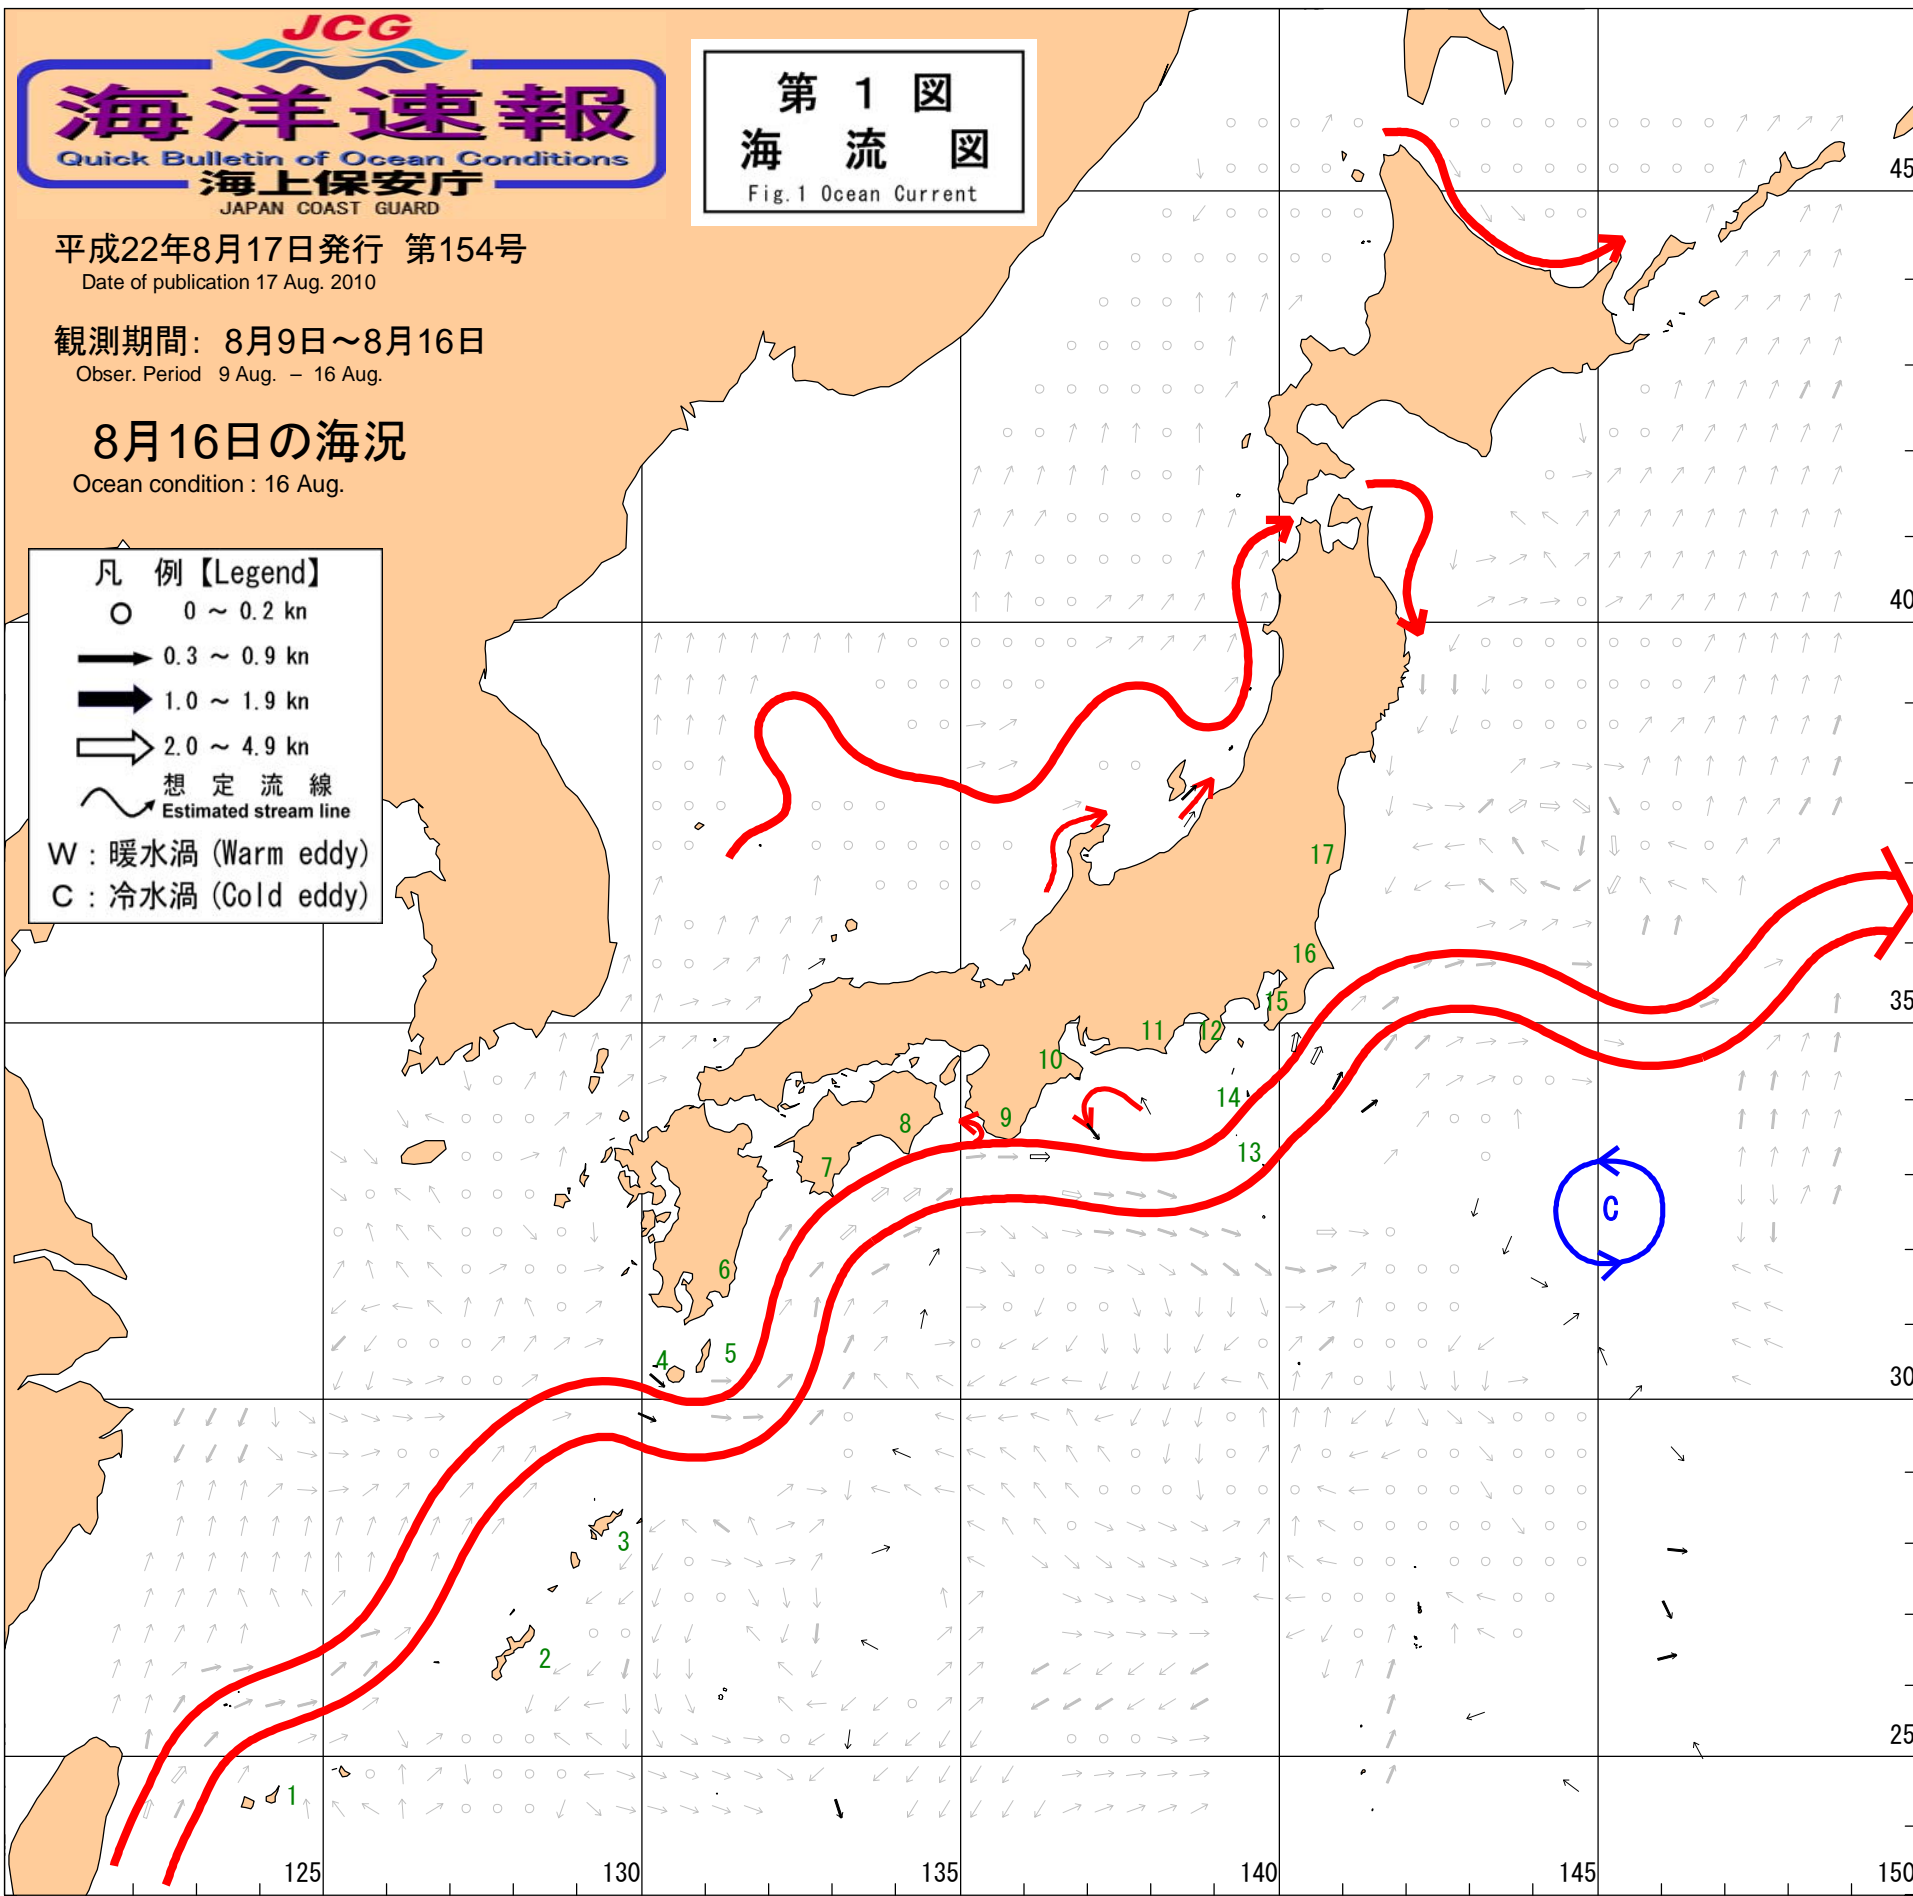 JCG
海洋速報
Quick Bulletin of Ocean Conditions
海上保安庁
JAPAN COAST GUARD
第 1 図
海 流 図
Fig.1 Ocean Current
平成22年8月17日発行 第154号
Date of publication 17 Aug. 2010
観測期間: 8月9日～8月16日
Obser. Period 9 Aug. – 16 Aug.
8月16日の海況
Ocean condition : 16 Aug.
凡 例【Legend】
0 ～ 0.2 kn
0.3 ～ 0.9 kn
1.0 ～ 1.9 kn
2.0 ～ 4.9 kn
想 定 流 線
Estimated stream line
W : 暖水渦 (Warm eddy)
C : 冷水渦 (Cold eddy)
45
40
17
16
35
15
11
12
10
14
9
8
13
7
C
6
5
4
30
3
2
25
1
125
130
135
140
145
150